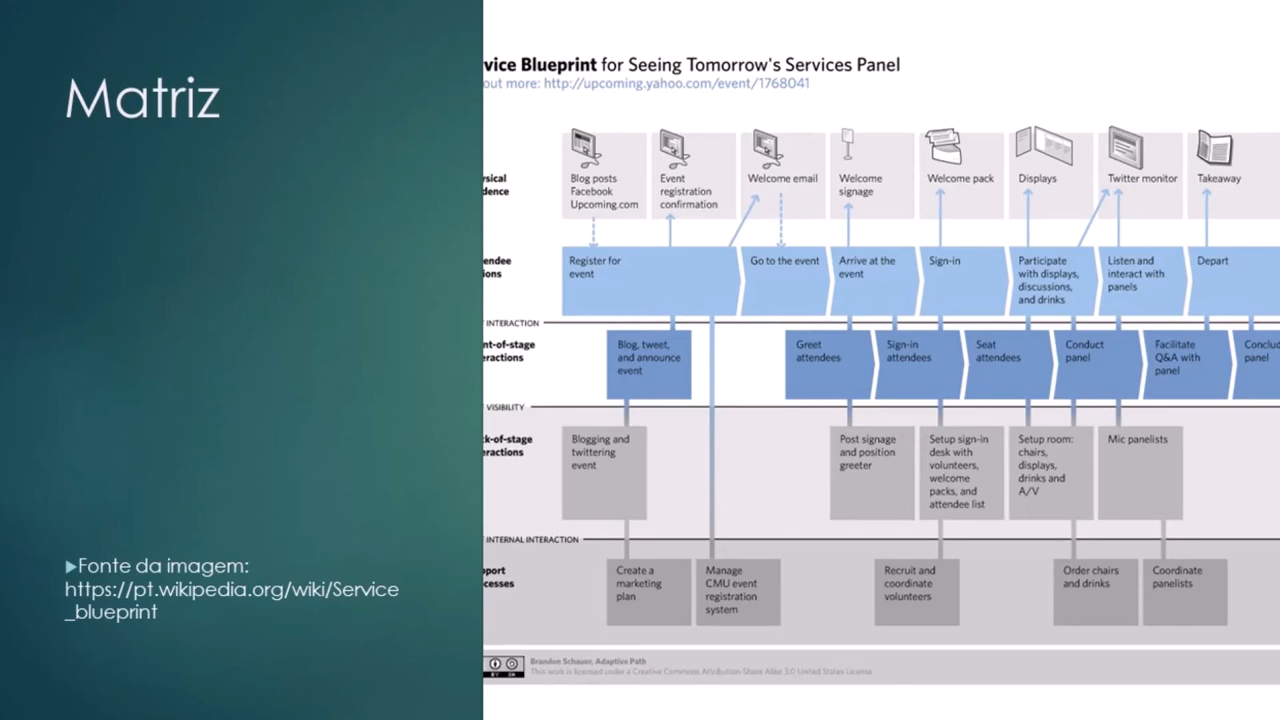 Matriz
►Fonte da imagem:
https://pt.wikipedia.org/wiki/Service
_blueprint
vice Blueprint for Seeing Tomorrow's Services Panel
out more: http://upcoming.yahoo.com/event/1768041
sical
dence
Blog posts
Facebook
Upcoming.com
Event
registration
confirmation
Welcome email
Welcome
signage
Welcome pack
Displays
Twitter monitor
Takeaway
endee
ions
Register for
event
Go to the event
Arrive at the
event
Sign-in
Participate
with displays,
discussions,
and drinks
Listen and
interact with
panels
Depart
F INTERACTION
nt-of-stage
eractions
Blog, tweet,
and announce
event
Greet
attendees
Sign-in
attendees
Seat
attendees
Conduct
panel
Facilitate
Q&A with
panel
Conclud
panel
F VISIBILITY
ck-of-stage
eractions
Blogging and
twittering
event
Post signage
and position
greeter
Setup sign-in
desk with
volunteers,
welcome
packs, and
attendee list
Setup room:
chairs,
displays,
drinks and
A/V
Mic panelists
F INTERNAL INTERACTION
pport
cesses
Create a
marketing
plan
Manage
CMU event
registration
system
Recruit and
coordinate
volunteers
Order chairs
and drinks
Coordinate
panelists
BY SA
Brandon Schauer, Adaptive Path
This work is licensed under a Creative Commons Attribution-Share Alike 3.0 United States License